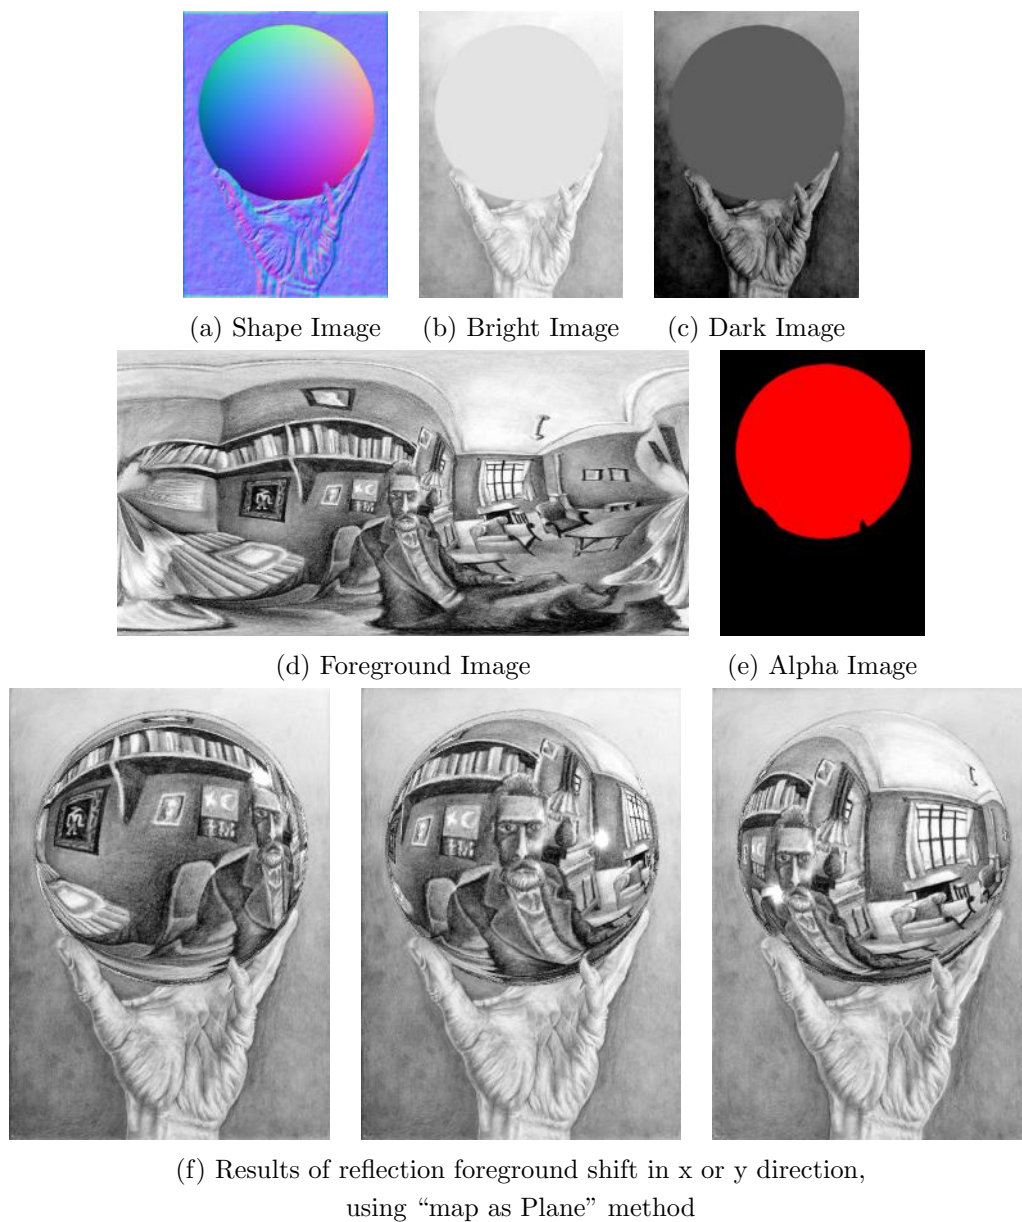 (a) Shape Image
(b) Bright Image
(c) Dark Image
(d) Foreground Image
(e) Alpha Image
(f) Results of reflection foreground shift in x or y direction,
using “map as Plane” method